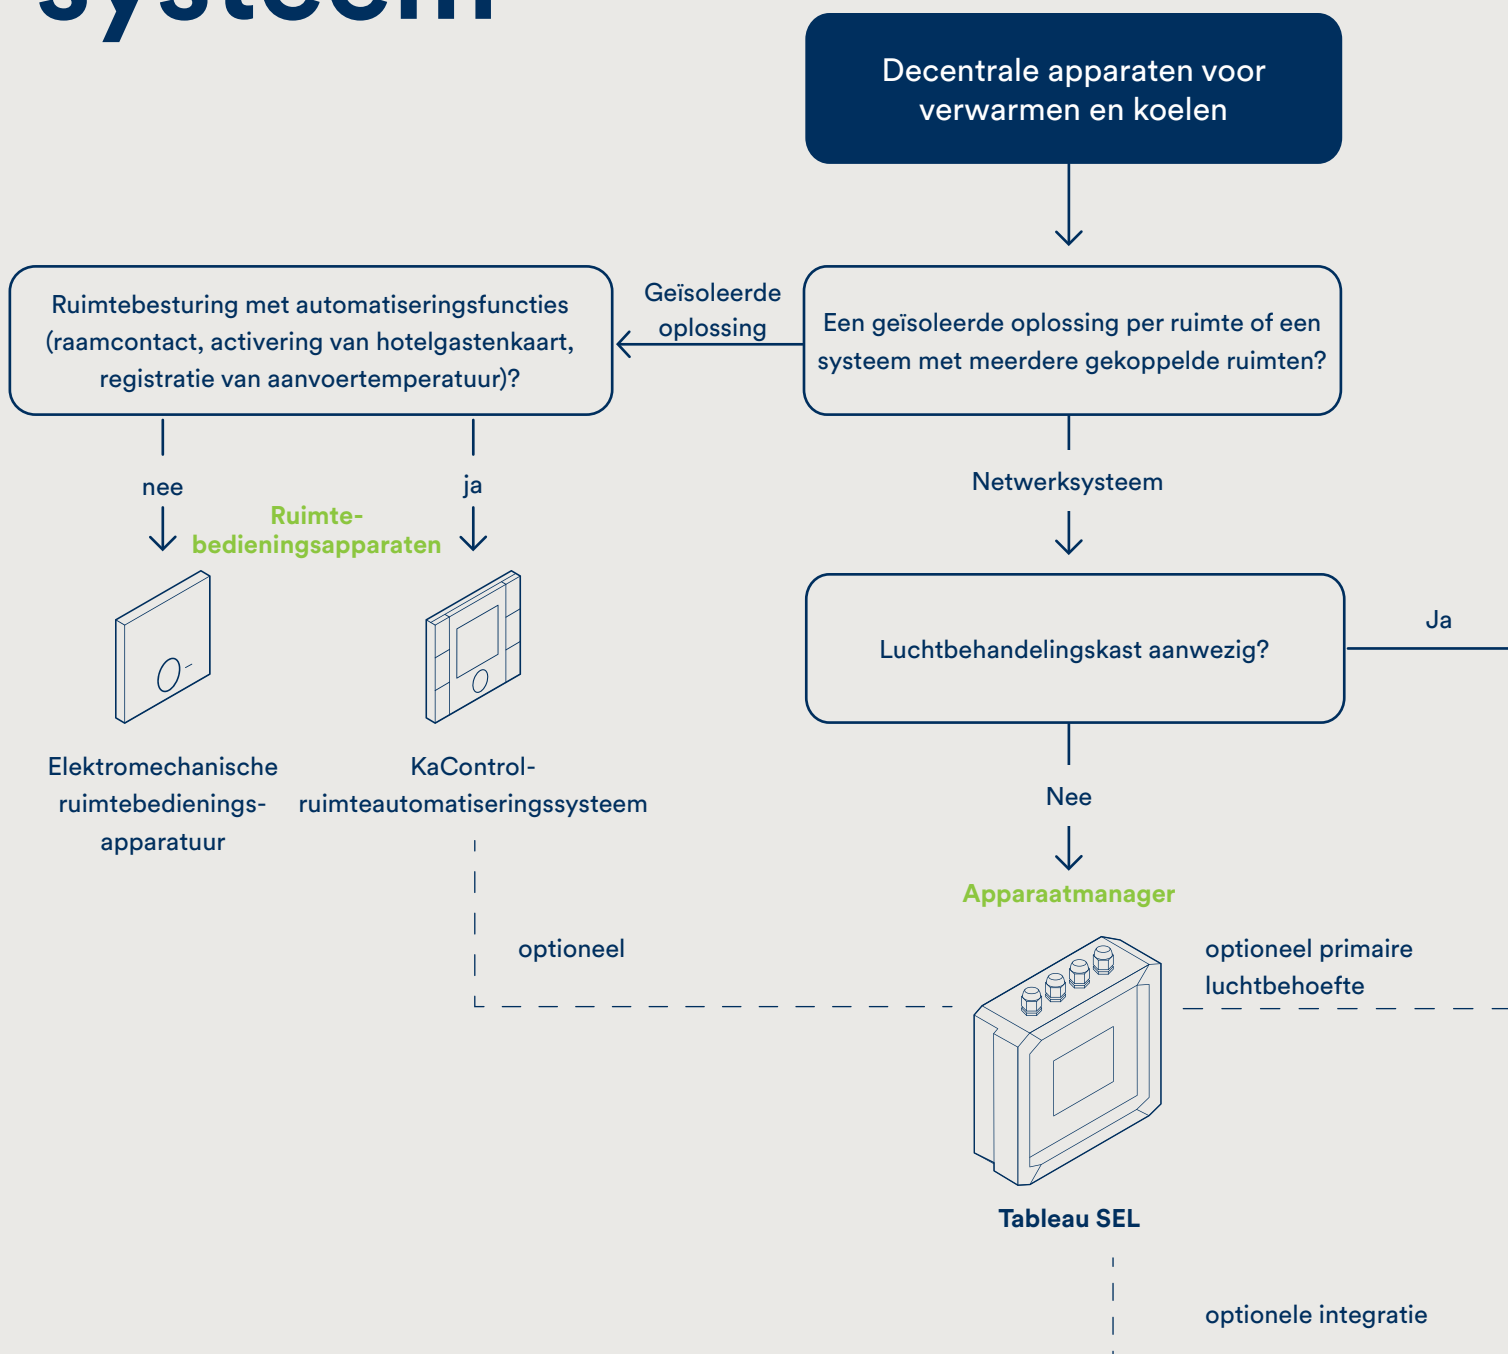 systeem
Decentrale apparaten voor
verwarmen en koelen
Geïsoleerde
oplossing
Ruimtebesturing met automatiseringsfuncties
(raamcontact, activering van hotelgastenkaart,
registratie van aanvoertemperatuur)?
Een geïsoleerde oplossing per ruimte of een
systeem met meerdere gekoppelde ruimten?
nee
ja
Netwerksysteem
Ruimte-
bedieningsapparaten
Luchtbehandelingskast aanwezig?
Ja
Elektromechanische
ruimtebedienings-
apparatuur
KaControl-
ruimteautomatiseringssysteem
Nee
Apparaatmanager
optioneel
optioneel primaire
luchtbehoefte
Tableau SEL
optionele integratie